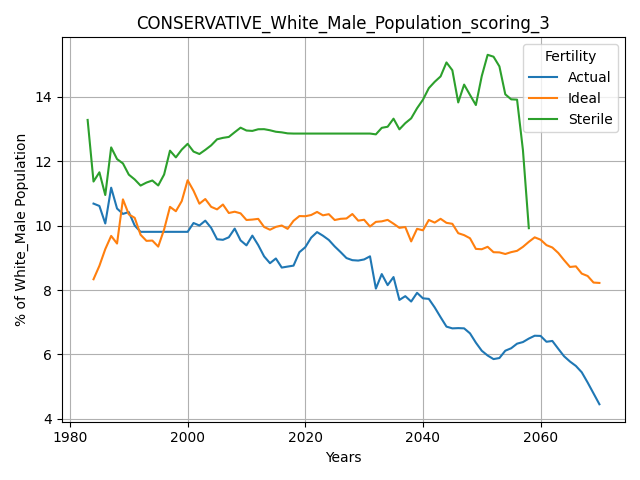 CONSERVATIVE_White_Male_Population_scoring_3
% of White_Male Population
14
12
10
8
6
4
Fertility
Actual
Ideal
Sterile
1980
2000
2020
2040
2060
Years